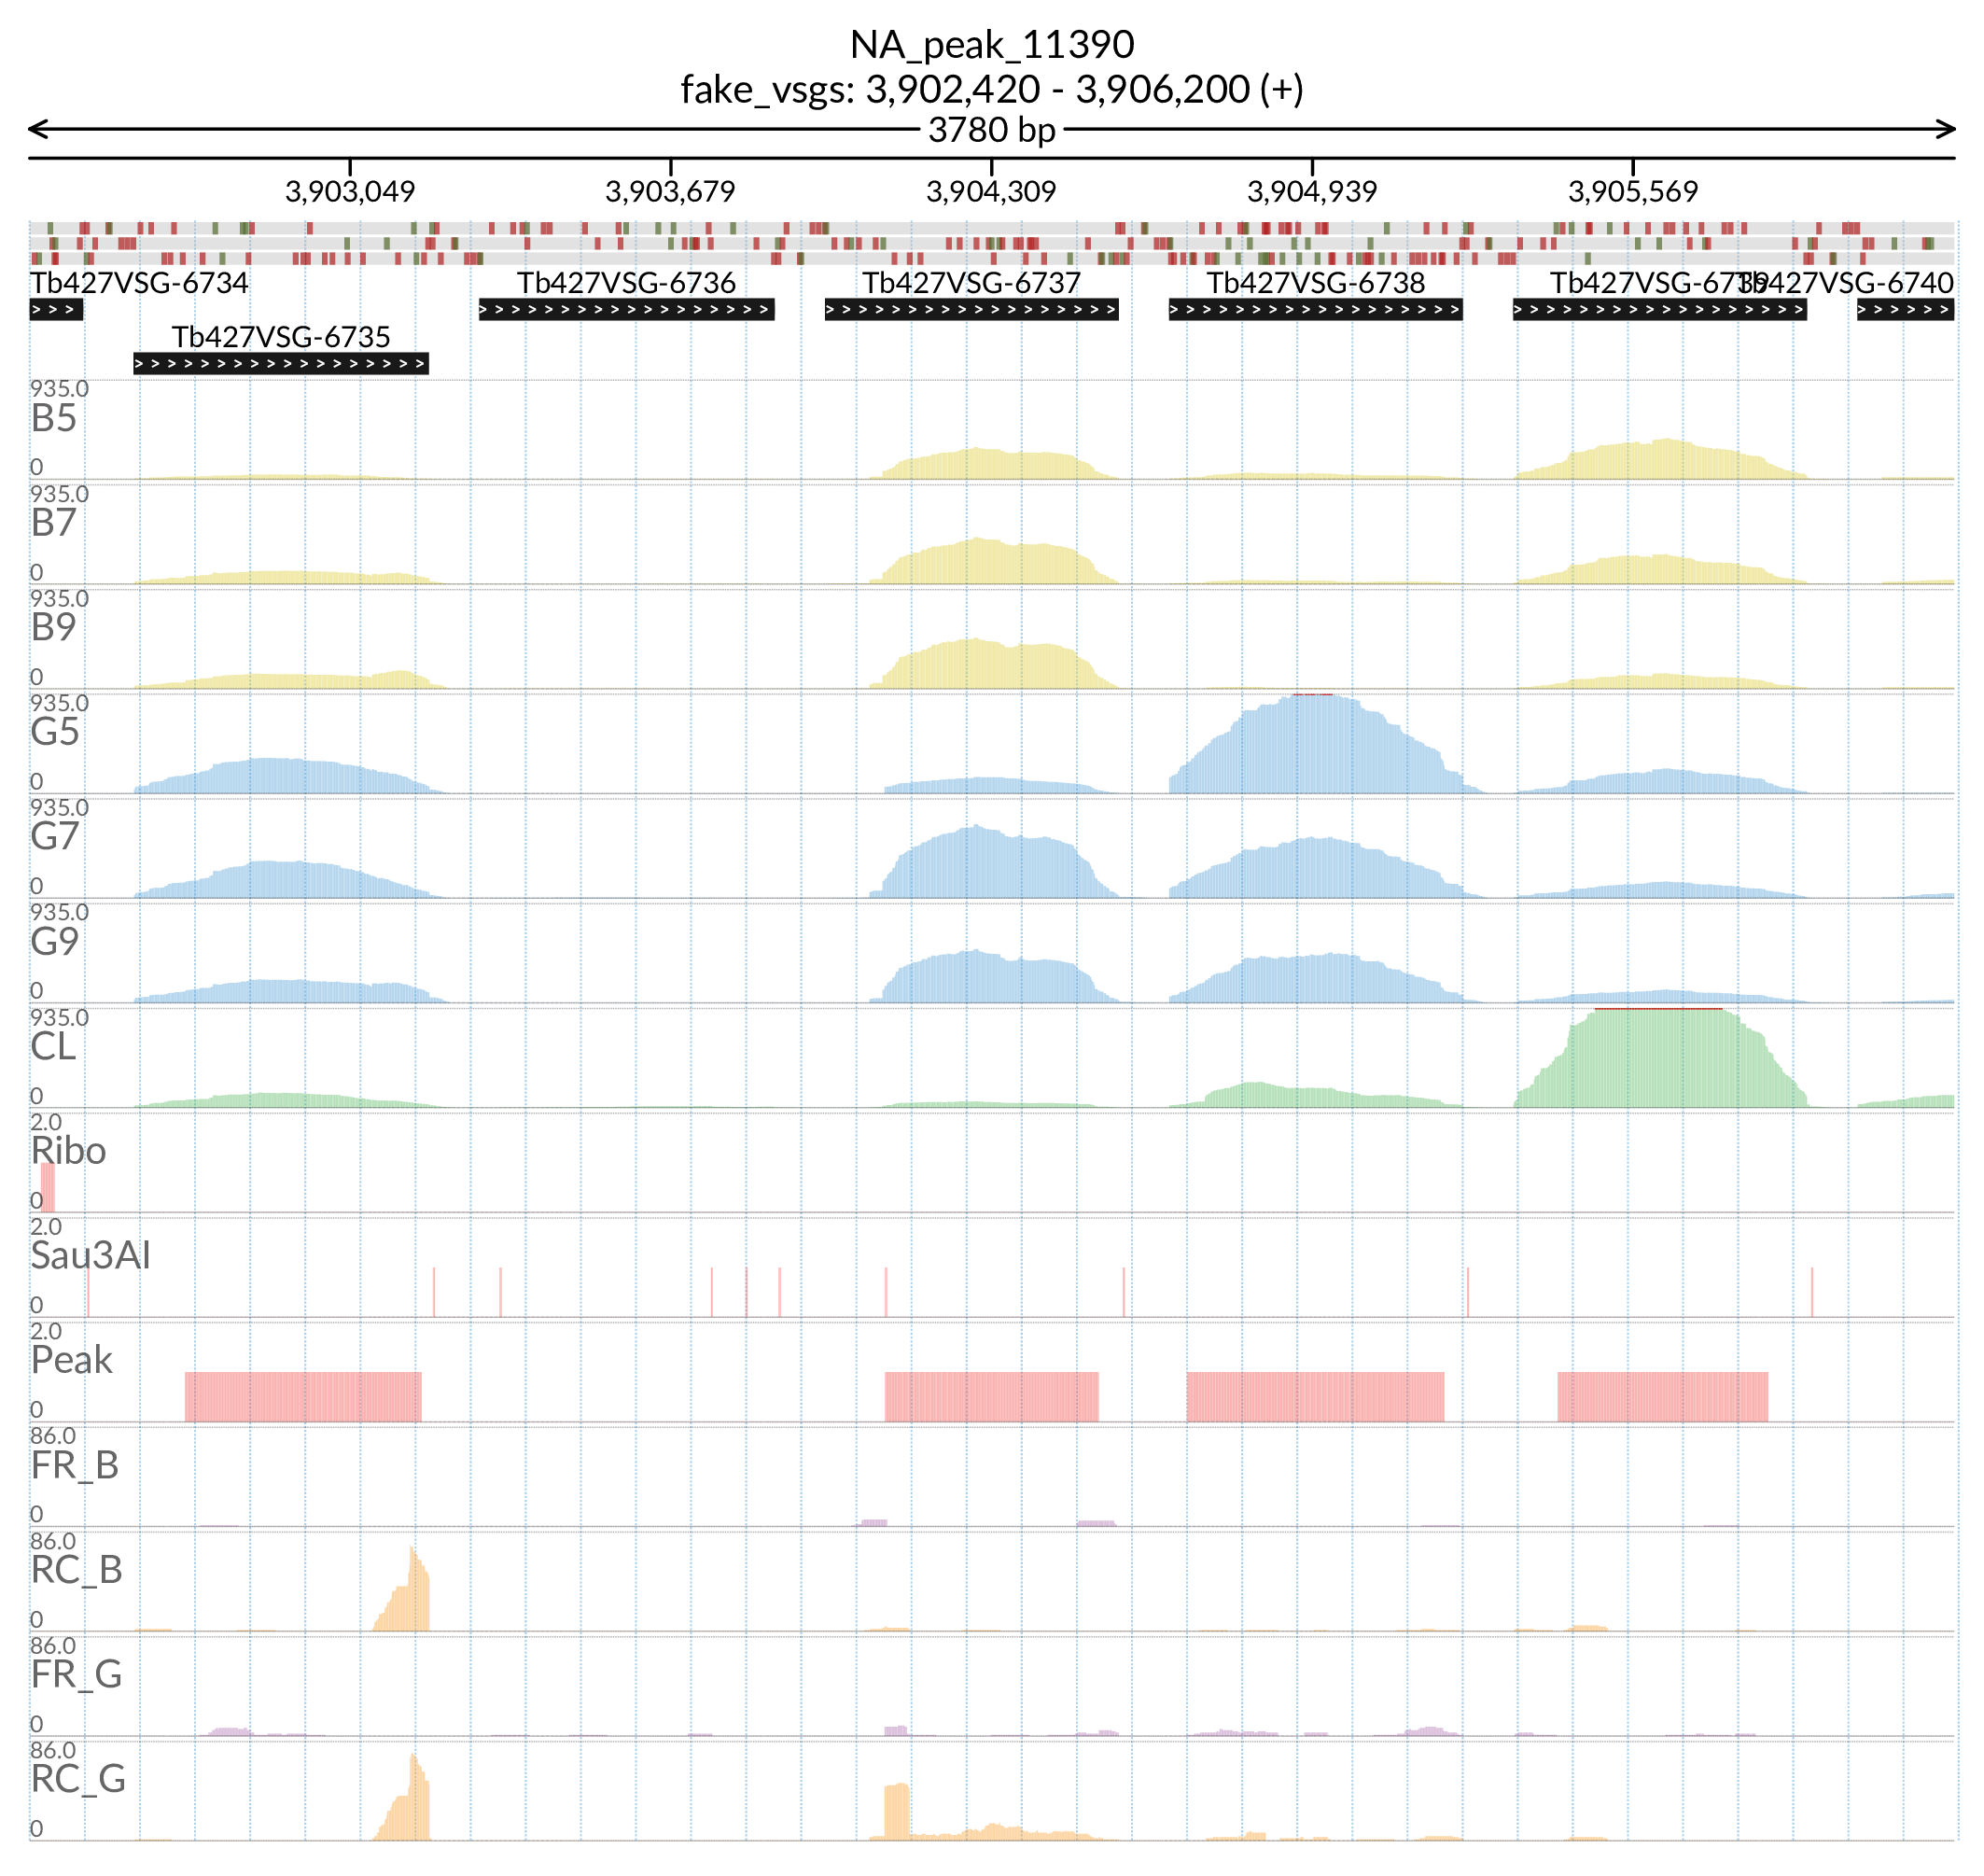 NA_peak_11390
fake_vsgs: 3,902,420 - 3,906,200 (+)
3780 bp
3,903,049 3,903,679 3,904,309 3,904,939 3,905,569
Tb427VSG-6734 Tb427VSG-6736 Tb427VSG-6737 Tb427VSG-6738 Tb427VSG-6739 Tb427VSG-6740
Tb427VSG-6735
935.0
B5
0
935.0
B7
0
935.0
B9
0
935.0
G5
0
935.0
G7
0
935.0
G9
0
935.0
CL
0
2.0
Ribo
0
2.0
Sau3AI
0
2.0
Peak
0
86.0
FR_B
0
86.0
RC_B
0
86.0
FR_G
0
86.0
RC_G
0